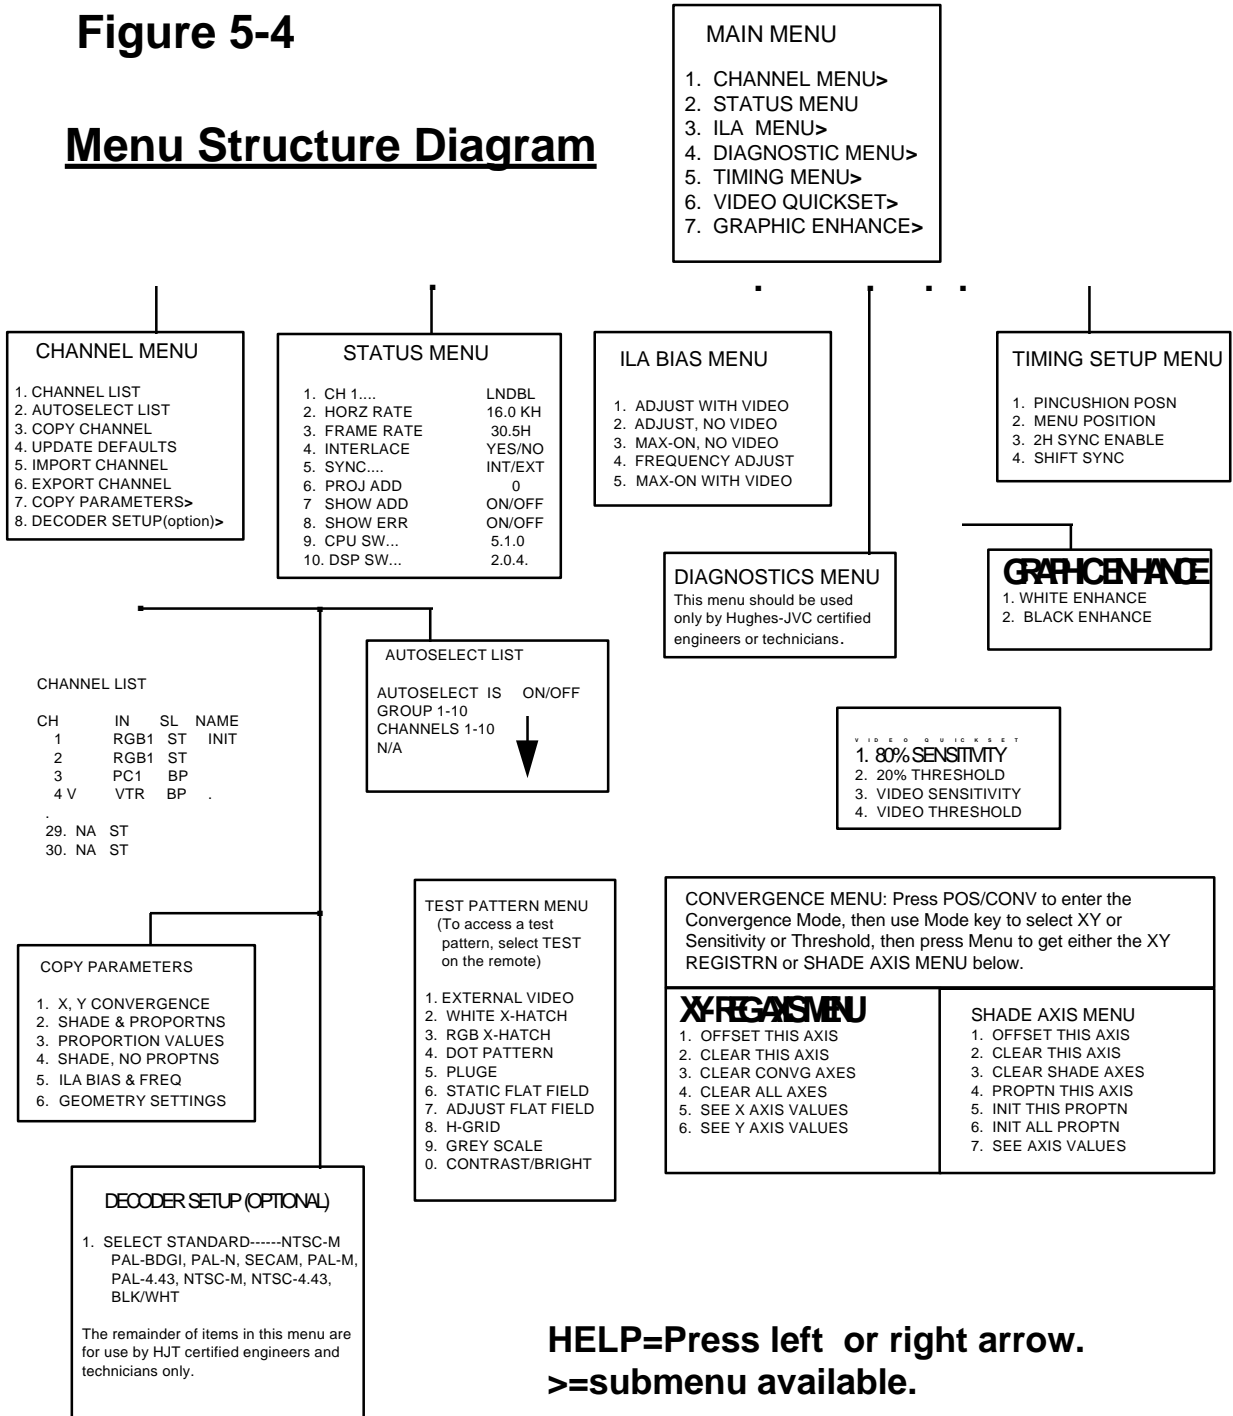 Figure 5-4
Menu Structure Diagram
MAIN MENU
1. CHANNEL MENU>
2. STATUS MENU
3. ILA MENU>
4. DIAGNOSTIC MENU>
5. TIMING MENU>
6. VIDEO QUICKSET>
7. GRAPHIC ENHANCE>
CHANNEL MENU
1. CHANNEL LIST
2. AUTOSELECT LIST
3. COPY CHANNEL
4. UPDATE DEFAULTS
5. IMPORT CHANNEL
6. EXPORT CHANNEL
7. COPY PARAMETERS>
8. DECODER SETUP(option)>
STATUS MENU
1. CH 1.... LNDBL
2. HORZ RATE 16.0 KH
3. FRAME RATE 30.5H
4. INTERLACE YES/NO
5. SYNC.... INT/EXT
6. PROJ ADD 0
7 SHOW ADD ON/OFF
8. SHOW ERR ON/OFF
9. CPU SW... 5.1.0
10. DSP SW... 2.0.4.
ILA BIAS MENU
1. ADJUST WITH VIDEO
2. ADJUST, NO VIDEO
3. MAX-ON, NO VIDEO
4. FREQUENCY ADJUST
5. MAX-ON WITH VIDEO
TIMING SETUP MENU
1. PINCUSHION POSN
2. MENU POSITION
3. 2H SYNC ENABLE
4. SHIFT SYNC
DIAGNOSTICS MENU
This menu should be used
only by Hughes-JVC certified
engineers or technicians.
GRAPHIC ENHANCE
1. WHITE ENHANCE
2. BLACK ENHANCE
AUTOSELECT LIST
AUTOSELECT IS ON/OFF
GROUP 1-10
CHANNELS 1-10
N/A
CHANNEL LIST
CH IN SL NAME
1 RGB1 ST INIT
2 RGB1 ST
3 PC1 BP
4 V VTR BP .
.
29. NA ST
30. NA ST
VIDEO QUICKSET
1. 80% SENSITIVITY
2. 20% THRESHOLD
3. VIDEO SENSITIVITY
4. VIDEO THRESHOLD
COPY PARAMETERS
1. X, Y CONVERGENCE
2. SHADE & PROPORTNS
3. PROPORTION VALUES
4. SHADE, NO PROPTNS
5. ILA BIAS & FREQ
6. GEOMETRY SETTINGS
TEST PATTERN MENU
(To access a test
pattern, select TEST
on the remote)
1. EXTERNAL VIDEO
2. WHITE X-HATCH
3. RGB X-HATCH
4. DOT PATTERN
5. PLUGE
6. STATIC FLAT FIELD
7. ADJUST FLAT FIELD
8. H-GRID
9. GREY SCALE
0. CONTRAST/BRIGHT
CONVERGENCE MENU: Press POS/CONV to enter the
Convergence Mode, then use Mode key to select XY or
Sensitivity or Threshold, then press Menu to get either the XY
REGISTRN or SHADE AXIS MENU below.
XY-REG AXIS MENU
1. OFFSET THIS AXIS
2. CLEAR THIS AXIS
3. CLEAR CONVG AXES
4. CLEAR ALL AXES
5. SEE X AXIS VALUES
6. SEE Y AXIS VALUES
SHADE AXIS MENU
1. OFFSET THIS AXIS
2. CLEAR THIS AXIS
3. CLEAR SHADE AXES
4. PROPTN THIS AXIS
5. INIT THIS PROPTN
6. INIT ALL PROPTN
7. SEE AXIS VALUES
DECODER SETUP (OPTIONAL)
1. SELECT STANDARD------NTSC-M
PAL-BDGI, PAL-N, SECAM, PAL-M,
PAL-4.43, NTSC-M, NTSC-4.43,
BLK/WHT
The remainder of items in this menu are
for use by HJT certified engineers and
technicians only.
HELP=Press left or right arrow.
>=submenu available.